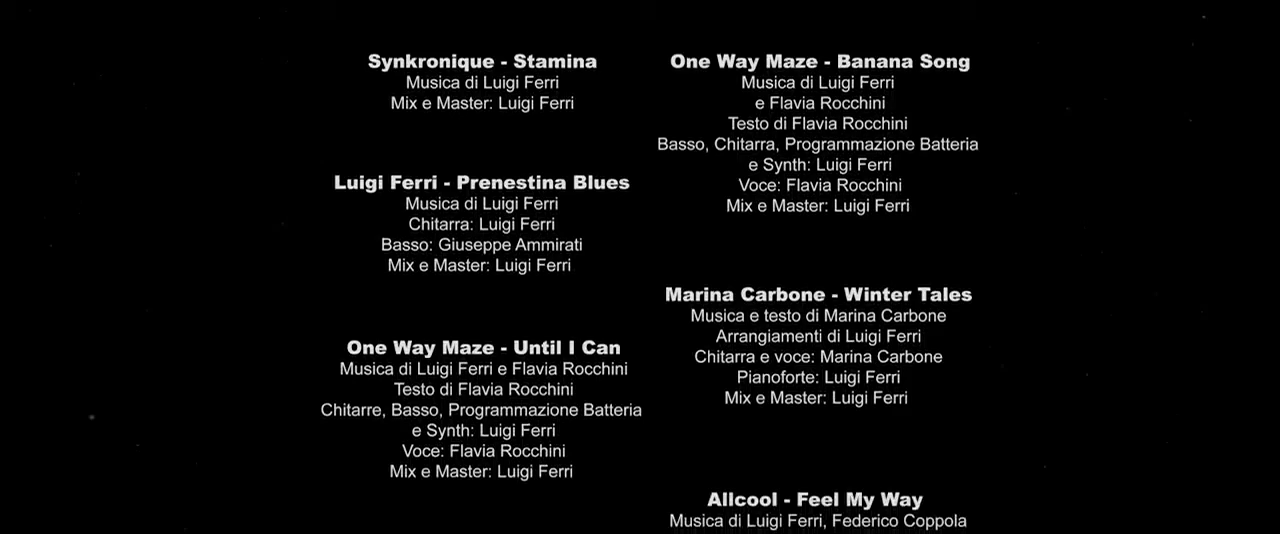 Synkronique - Stamina
Musica di Luigi Ferri
Mix e Master: Luigi Ferri
Luigi Ferri - Prenestina Blues
Musica di Luigi Ferri
Chitarra: Luigi Ferri
Basso: Giuseppe Ammirati
Mix e Master: Luigi Ferri
One Way Maze - Until I Can
Musica di Luigi Ferri e Flavia Rocchini
Testo di Flavia Rocchini
Chitarre, Basso, Programmazione Batteria
e Synth: Luigi Ferri
Voce: Flavia Rocchini
Mix e Master: Luigi Ferri
One Way Maze - Banana Song
Musica di Luigi Ferri
e Flavia Rocchini
Testo di Flavia Rocchini
Basso, Chitarra, Programmazione Batteria
e Synth: Luigi Ferri
Voce: Flavia Rocchini
Mix e Master: Luigi Ferri
Marina Carbone - Winter Tales
Musica e testo di Marina Carbone
Arrangiamenti di Luigi Ferri
Chitarra e voce: Marina Carbone
Pianoforte: Luigi Ferri
Mix e Master: Luigi Ferri
Allcool - Feel My Way
Musica di Luigi Ferri, Federico Coppola